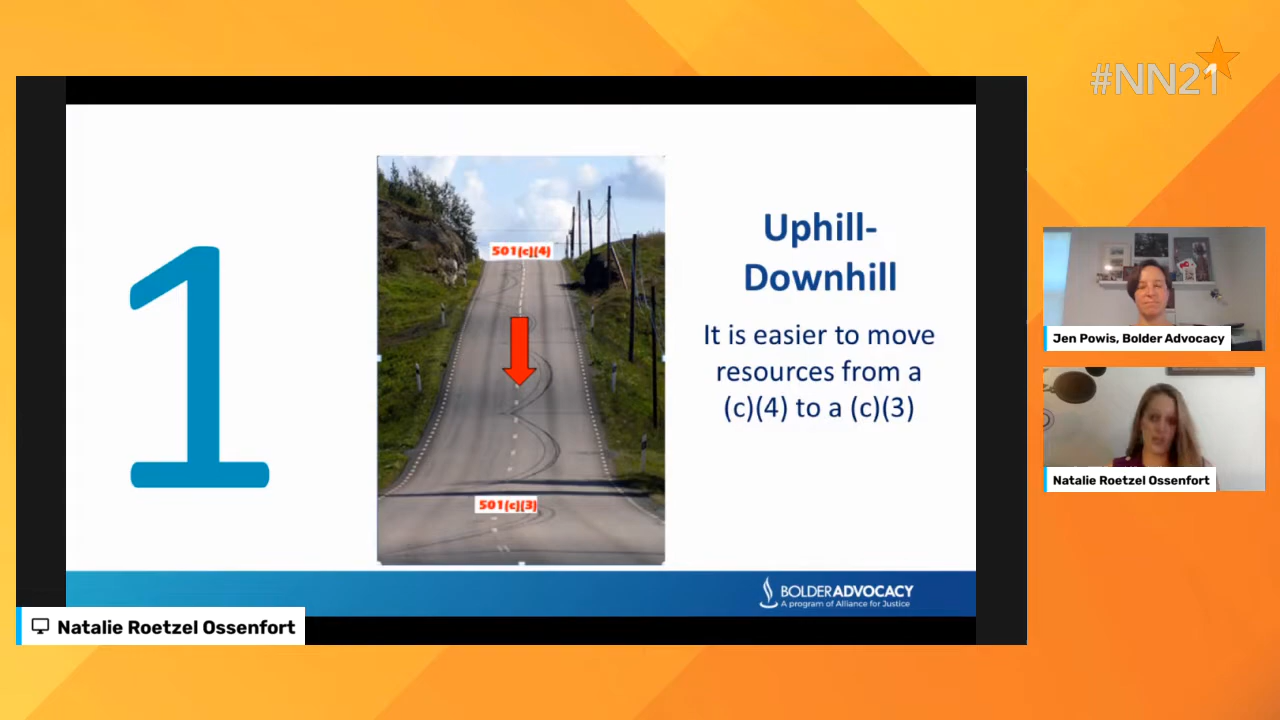 #NN21
1
501(c)(4)
501(c)(3)
Uphill-
Downhill
It is easier to move
resources from a
(c)(4) to a (c)(3)
BOLDERADVOCACY
A program of Alliance for Justice
Natalie Roetzel Ossenfort
Jen Powis, Bolder Advocacy
Natalie Roetzel Ossenfort